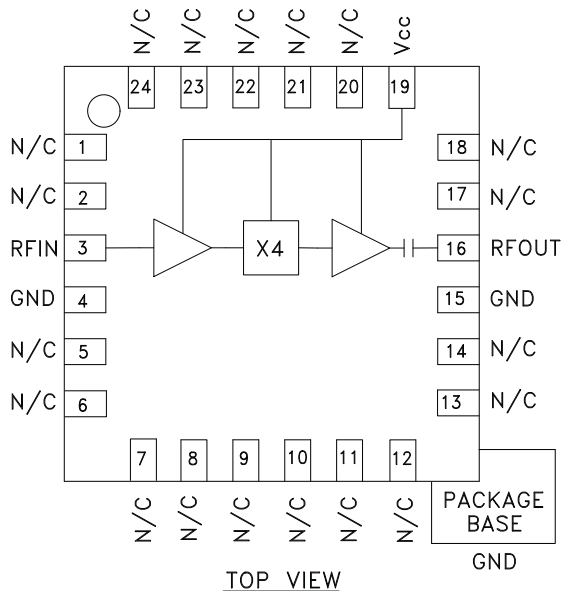 N/C N/C N/C N/C N/C Vcc
24 23 22 21 20 19
N/C 1 18 N/C
N/C 2 17 N/C
RFIN 3 X4 16 RFOUT
GND 4 15 GND
N/C 5 14 N/C
N/C 6 13 N/C
7 8 9 10 11 12
N/C N/C N/C N/C N/C N/C
PACKAGE
BASE
GND
TOP VIEW